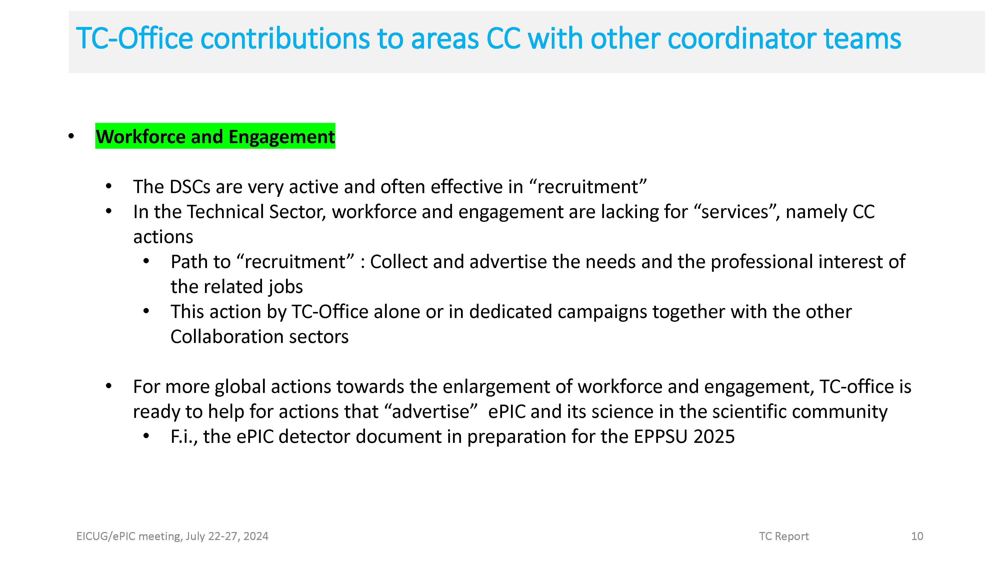 TC-Office contributions to areas CC with other coordinator teams
• Workforce and Engagement
• The DSCs are very active and often effective in “recruitment”
• In the Technical Sector, workforce and engagement are lacking for “services”, namely CC
actions
• Path to “recruitment” : Collect and advertise the needs and the professional interest of
the related jobs
• This action by TC-Office alone or in dedicated campaigns together with the other
Collaboration sectors
• For more global actions towards the enlargement of workforce and engagement, TC-office is
ready to help for actions that “advertise” ePIC and its science in the scientific community
• F.i., the ePIC detector document in preparation for the EPPSU 2025
EICUG/ePIC meeting, July 22-27, 2024 TC Report 10